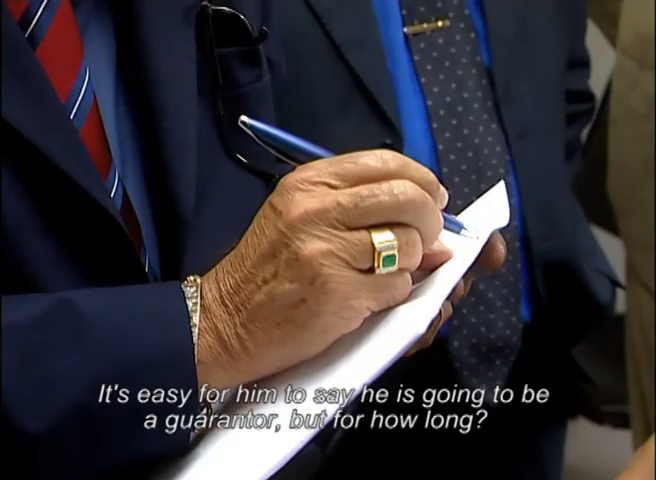 It's easy for him to say he is going to be
a guarantor, but for how long?